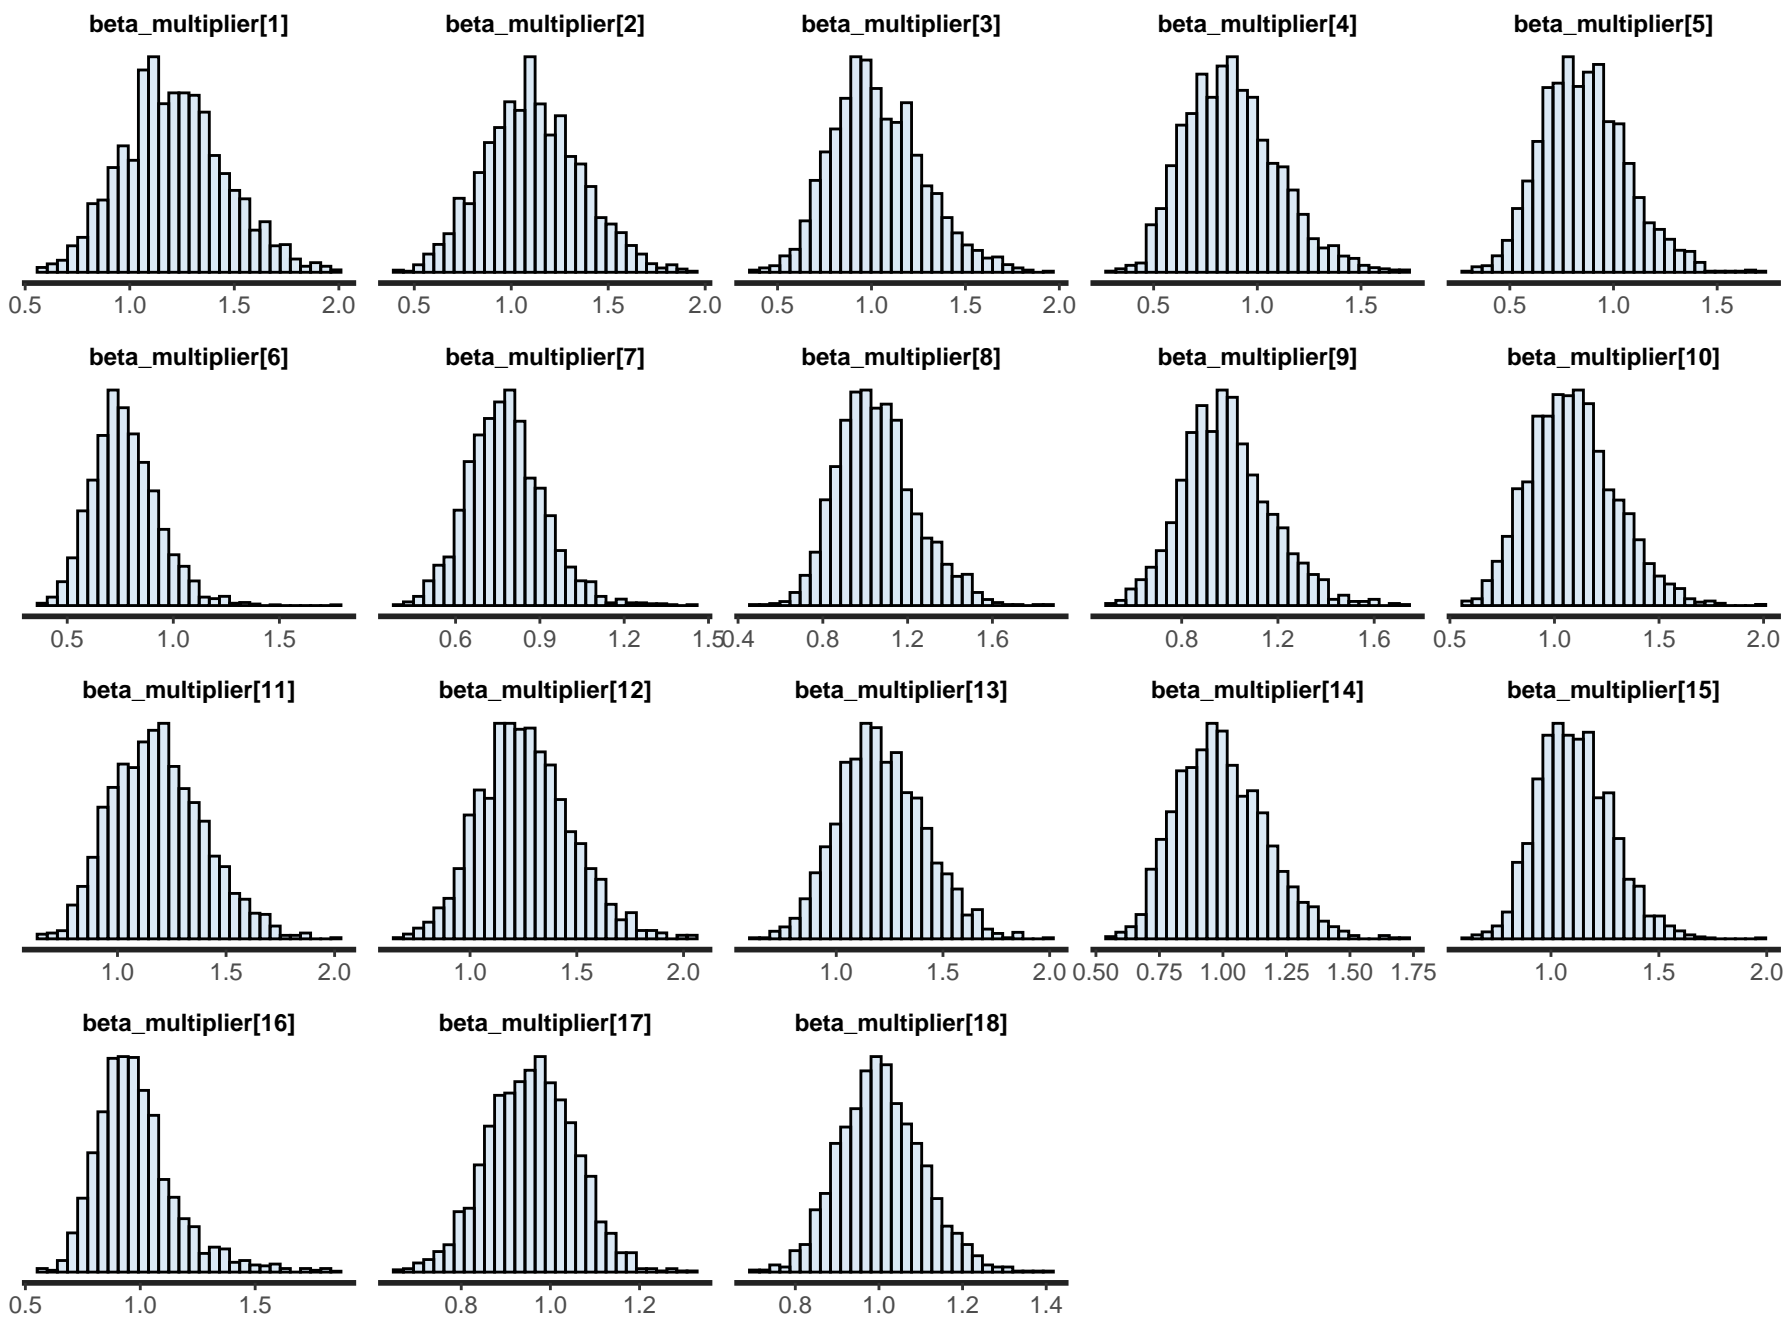 beta_multiplier[1] beta_multiplier[2] beta_multiplier[3] beta_multiplier[4] beta_multiplier[5]
0.5 1.0 1.5 2.0 0.5 1.0 1.5 2.0 0.5 1.0 1.5 2.0 0.5 1.0 1.5 0.5 1.0 1.5
beta_multiplier[6] beta_multiplier[7] beta_multiplier[8] beta_multiplier[9] beta_multiplier[10]
0.5 1.0 1.5 0.6 0.9 1.2 1.5 0.4 0.8 1.2 1.6 0.8 1.2 1.6 0.5 1.0 1.5 2.0
beta_multiplier[11] beta_multiplier[12] beta_multiplier[13] beta_multiplier[14] beta_multiplier[15]
1.0 1.5 2.0 1.0 1.5 2.0 1.0 1.5 2.0 0.50 0.75 1.00 1.25 1.50 1.75 1.0 1.5 2.0
beta_multiplier[16] beta_multiplier[17] beta_multiplier[18]
0.5 1.0 1.5 0.8 1.0 1.2 0.8 1.0 1.2 1.4